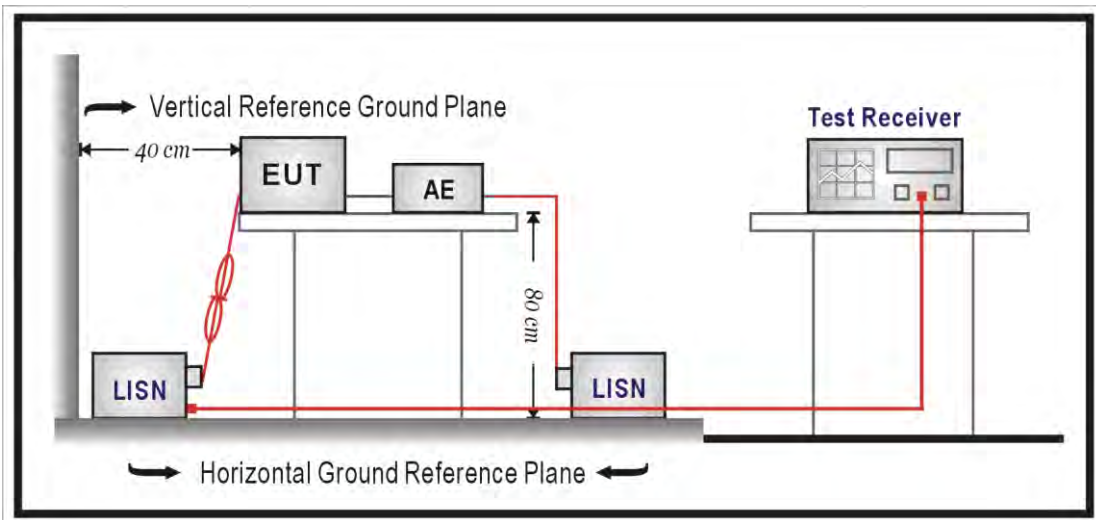 Vertical Reference Ground Plane
40 cm
EUT
AE
Test Receiver
80 cm
LISN
LISN
Horizontal Ground Reference Plane